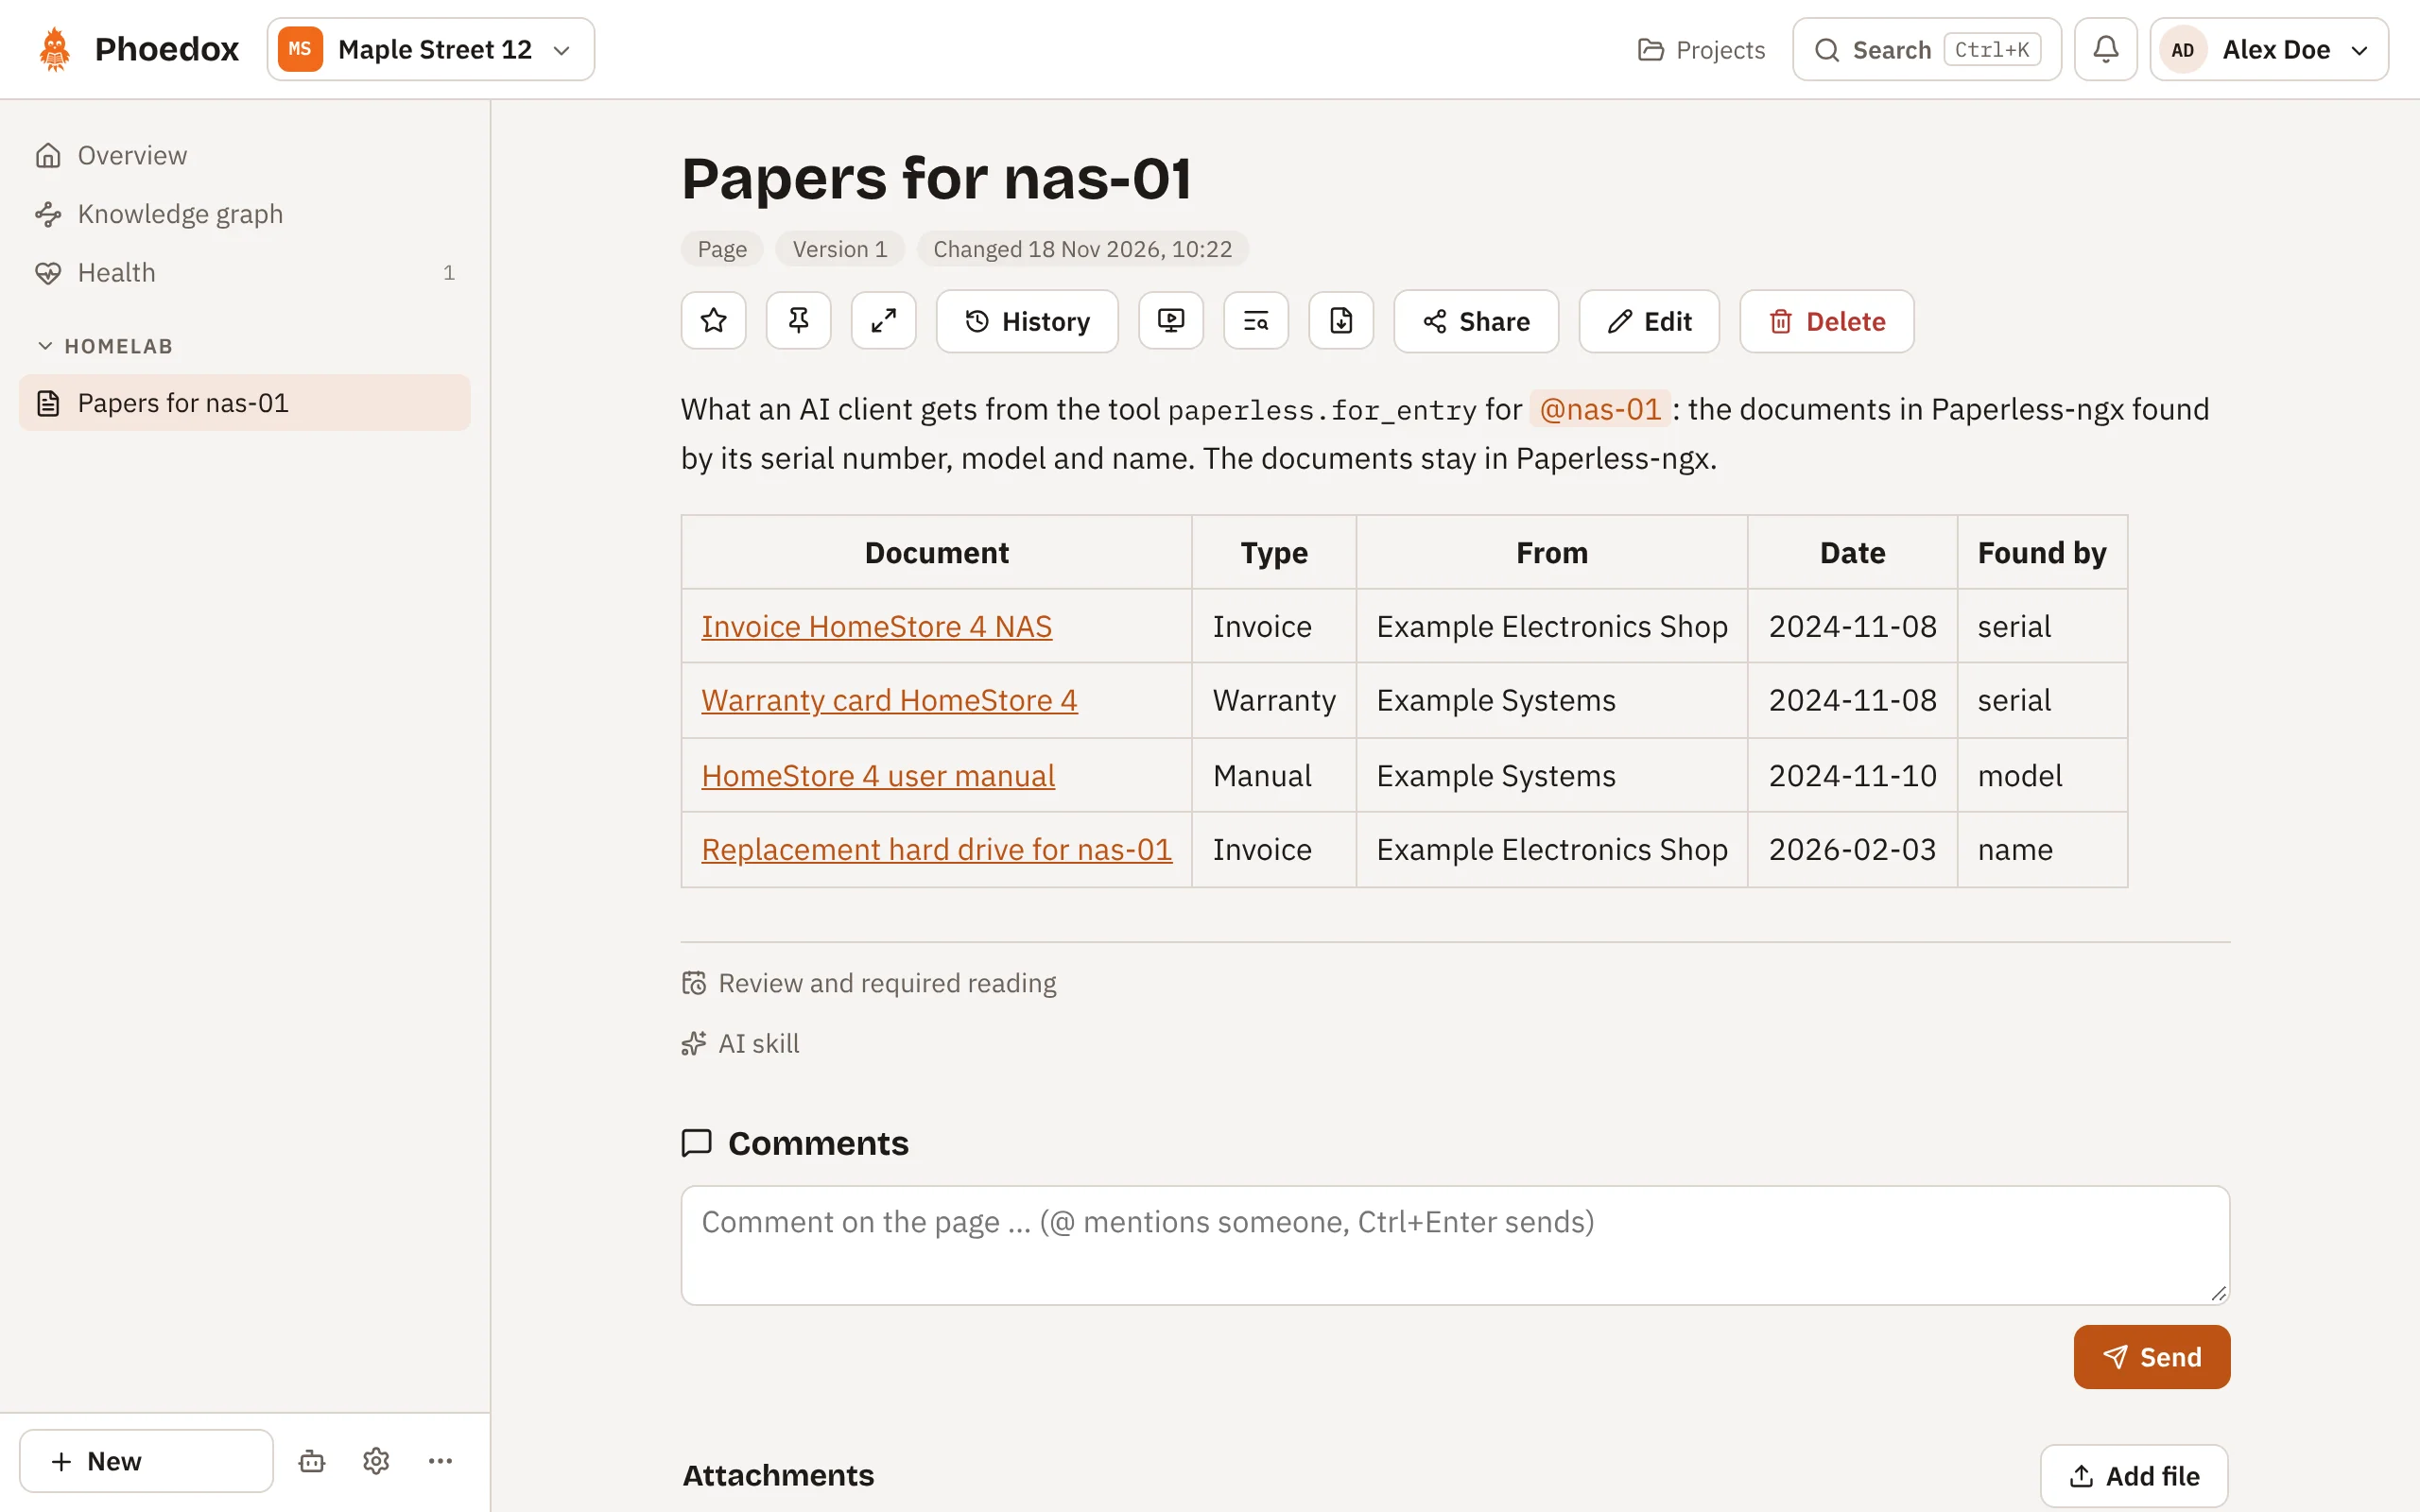 Phoedox
MS Maple Street 12
Projects
Search Ctrl+K
AD Alex Doe
Overview
Knowledge graph
Health 1
HOMELAB
Papers for nas-01
New
Papers for nas-01
Page Version 1 Changed 18 Nov 2026, 10:22
History Share Edit Delete
What an AI client gets from the tool paperless.for_entry for @nas-01: the documents in Paperless-ngx found
by its serial number, model and name. The documents stay in Paperless-ngx.
Document Type From Date Found by
Invoice HomeStore 4 NAS Invoice Example Electronics Shop 2024-11-08 serial
Warranty card HomeStore 4 Warranty Example Systems 2024-11-08 serial
HomeStore 4 user manual Manual Example Systems 2024-11-10 model
Replacement hard drive for nas-01 Invoice Example Electronics Shop 2026-02-03 name
Review and required reading
AI skill
Comments
Comment on the page ... (@ mentions someone, Ctrl+Enter sends)
Send
Attachments
Add file